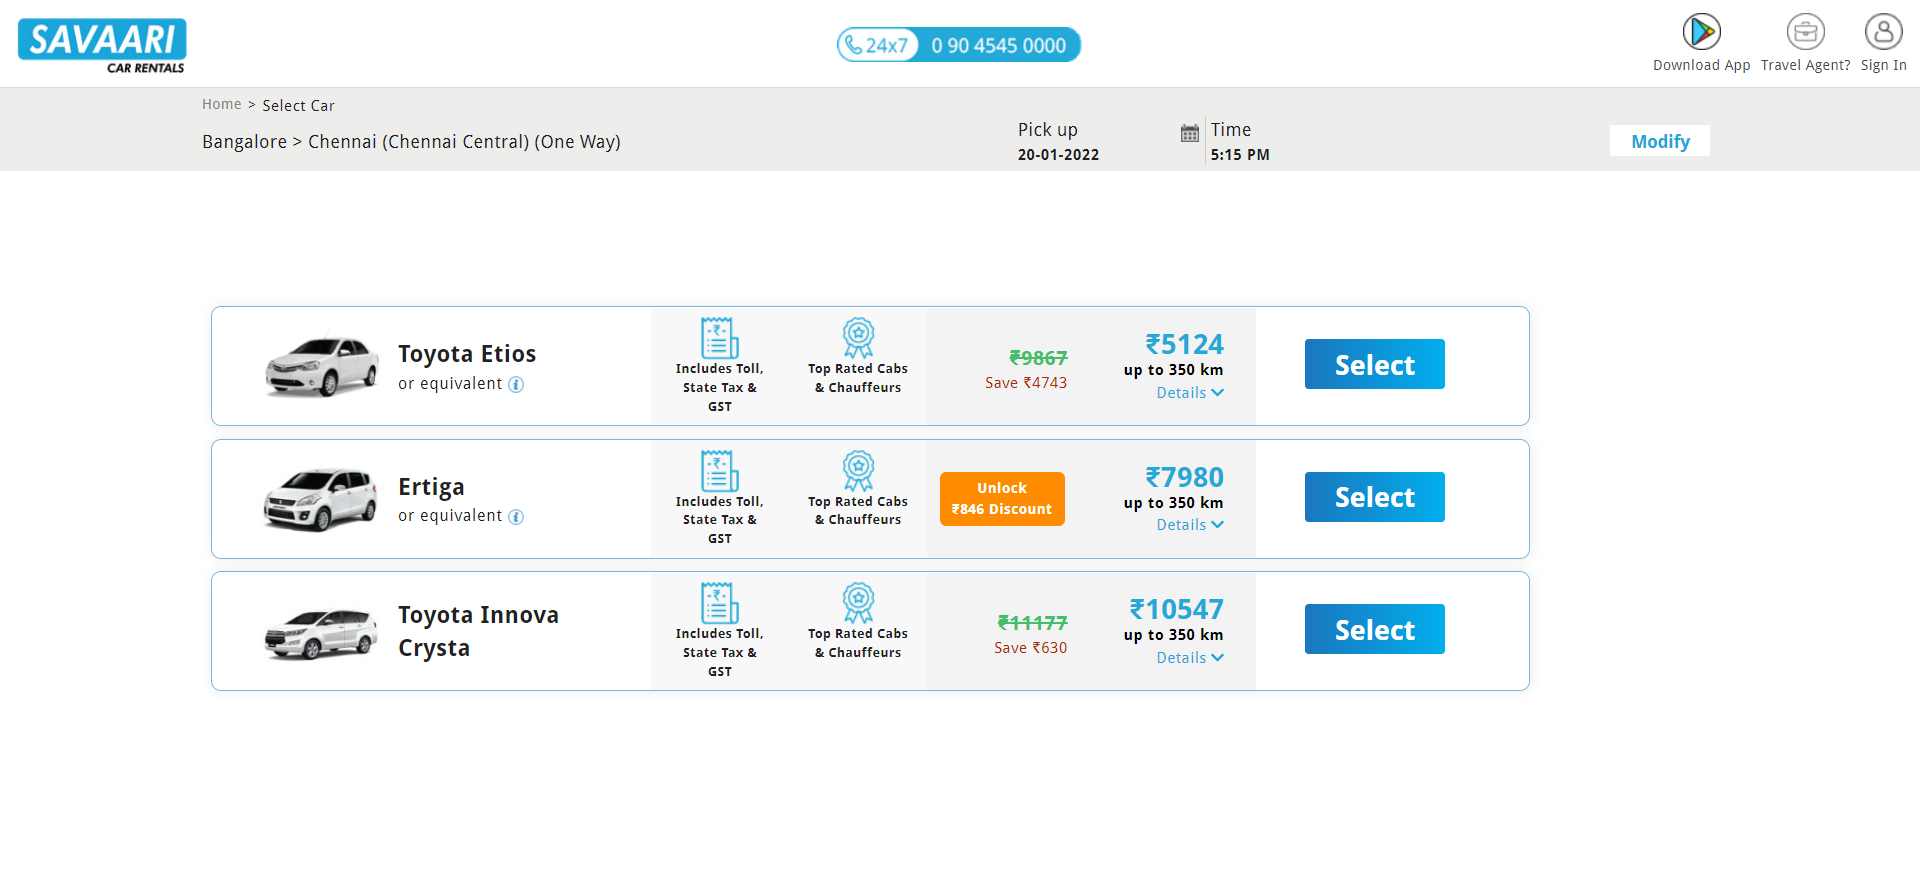 SAVAARI
CAR RENTALS
24x7 0 90 4545 0000
Download App
Travel Agent?
Sign In
Home > Select Car
Bangalore > Chennai (Chennai Central) (One Way)
Pick up
20-01-2022
Time
5:15 PM
Modify
Toyota Etios
or equivalent i
Includes Toll,
State Tax &
GST
Top Rated Cabs
& Chauffeurs
₹9867
Save ₹4743
₹5124
up to 350 km
Details
Select
Ertiga
or equivalent i
Includes Toll,
State Tax &
GST
Top Rated Cabs
& Chauffeurs
Unlock
₹846 Discount
₹7980
up to 350 km
Details
Select
Toyota Innova
Crysta
Includes Toll,
State Tax &
GST
Top Rated Cabs
& Chauffeurs
₹11177
Save ₹630
₹10547
up to 350 km
Details
Select